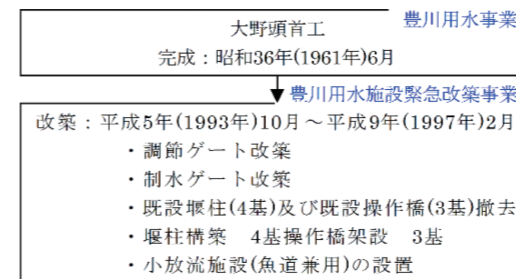 豊川用水事業
大野頭首工
完成：昭和36年(1961年)6月
豊川用水施設緊急改築事業
改築：平成5年(1993年)10月～平成9年(1997年)2月
・調節ゲート改築
・制水ゲート改築
・既設堰柱(4基)及び既設操作橋(3基)撤去
・堰柱構築　4基操作橋架設　3基
・小放流施設(魚道兼用)の設置